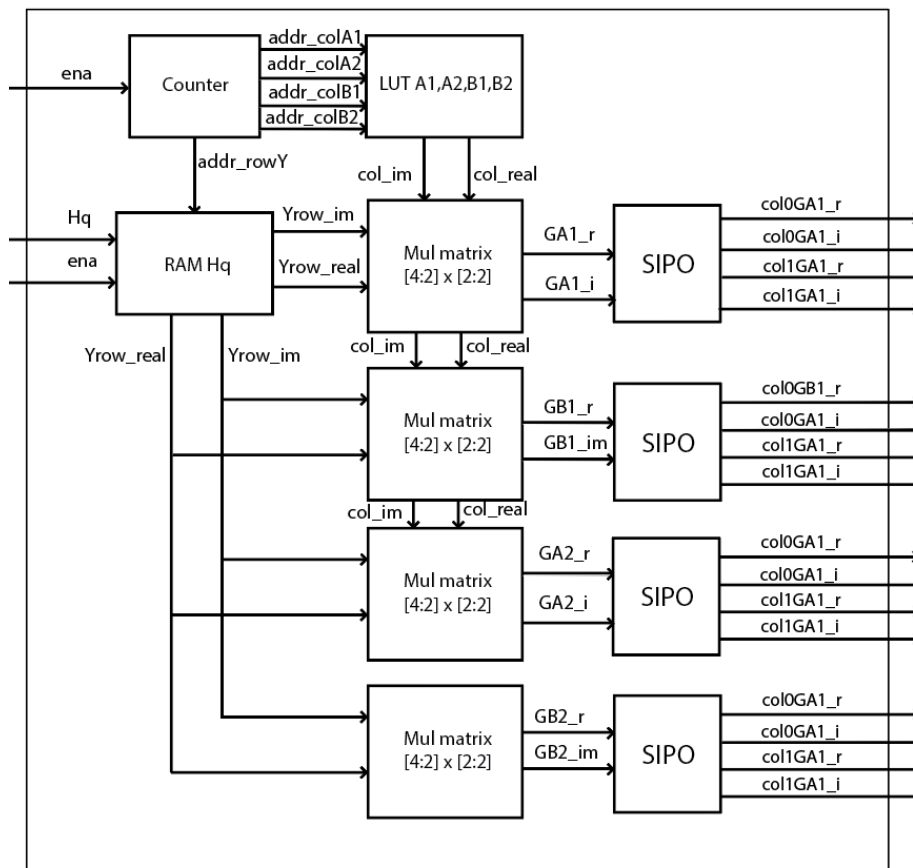 addr_colA1
addr_colA2
addr_colB1
addr_colB2
ena
Counter
LUT A1,A2,B1,B2
addr_rowY
col_im
col_real
Hq
ena
RAM Hq
Yrow_im
Yrow_real
Mul matrix
[4:2] x [2:2]
GA1_r
GA1_i
SIPO
col0GA1_r
col0GA1_i
col1GA1_r
col1GA1_i
Yrow_real
Yrow_im
col_im
col_real
Mul matrix
[4:2] x [2:2]
GB1_r
GB1_im
SIPO
col0GB1_r
col0GA1_i
col1GA1_r
col1GA1_i
col_im
col_real
Mul matrix
[4:2] x [2:2]
GA2_r
GA2_i
SIPO
col0GA1_r
col0GA1_i
col1GA1_r
col1GA1_i
Mul matrix
[4:2] x [2:2]
GB2_r
GB2_im
SIPO
col0GA1_r
col0GA1_i
col1GA1_r
col1GA1_i